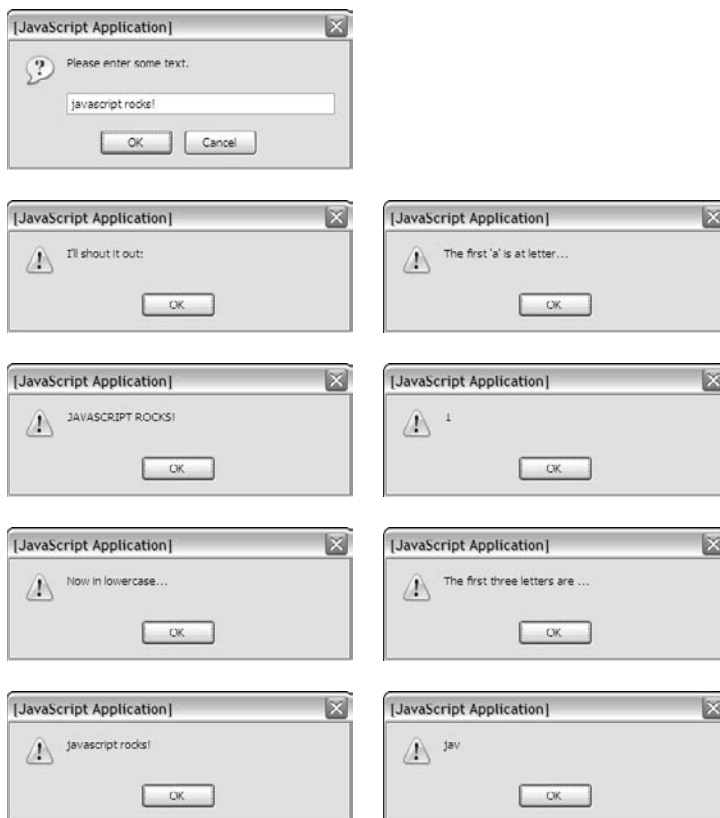 [JavaScript Application]
Please enter some text.
javascript rocks!
OK Cancel
[JavaScript Application]
I'll shout it out:
OK
[JavaScript Application]
JAVASCRIPT ROCKS!
OK
[JavaScript Application]
Now in lowercase...
OK
[JavaScript Application]
javascript rocks!
OK
[JavaScript Application]
The first 'a' is at letter...
OK
[JavaScript Application]
1
OK
[JavaScript Application]
The first three letters are ...
OK
[JavaScript Application]
jav
OK